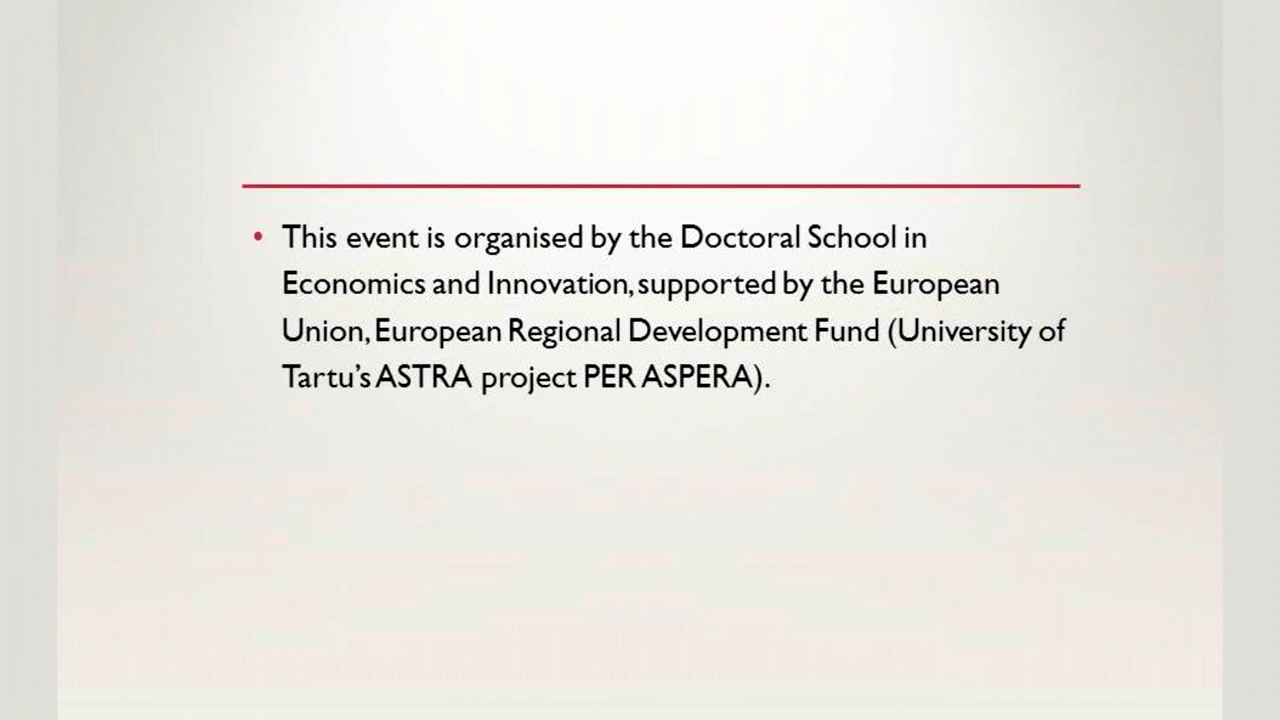 • This event is organised by the Doctoral School in
Economics and Innovation, supported by the European
Union, European Regional Development Fund (University of
Tartu’s ASTRA project PER ASPERA).